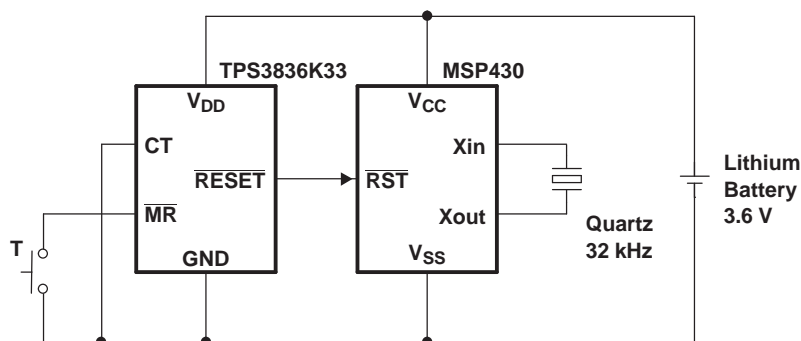 TPS3836K33
MSP430
VDD
VCC
CT
Xin
RESET
RST
Lithium
Battery
3.6 V
MR
Xout
Quartz
32 kHz
T
GND
VSS